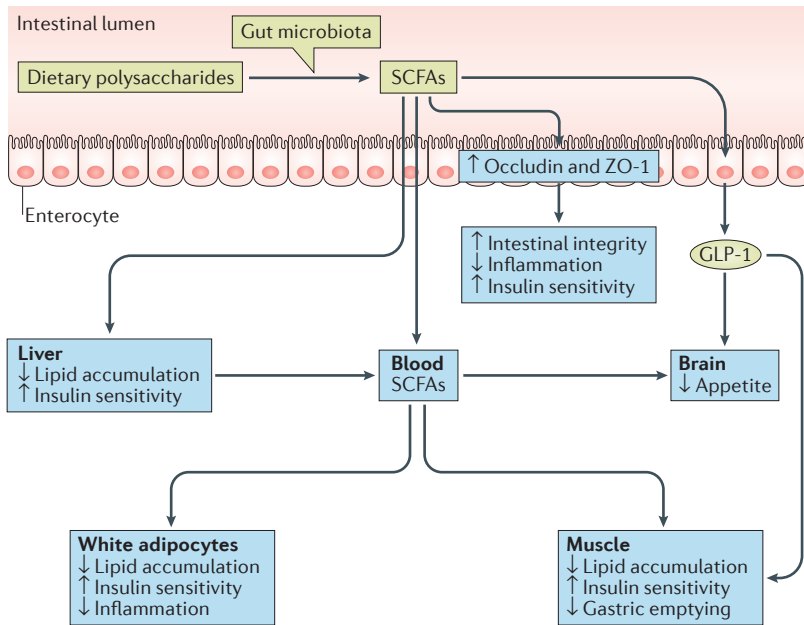 Intestinal lumen
Gut microbiota
Dietary polysaccharides
SCFAs
↑ Occludin and ZO-1
Enterocyte
↑ Intestinal integrity
↓ Inflammation
↑ Insulin sensitivity
GLP-1
Liver
↓ Lipid accumulation
↑ Insulin sensitivity
Blood
SCFAs
Brain
↓ Appetite
White adipocytes
↓ Lipid accumulation
↑ Insulin sensitivity
↓ Inflammation
Muscle
↓ Lipid accumulation
↑ Insulin sensitivity
↓ Gastric emptying